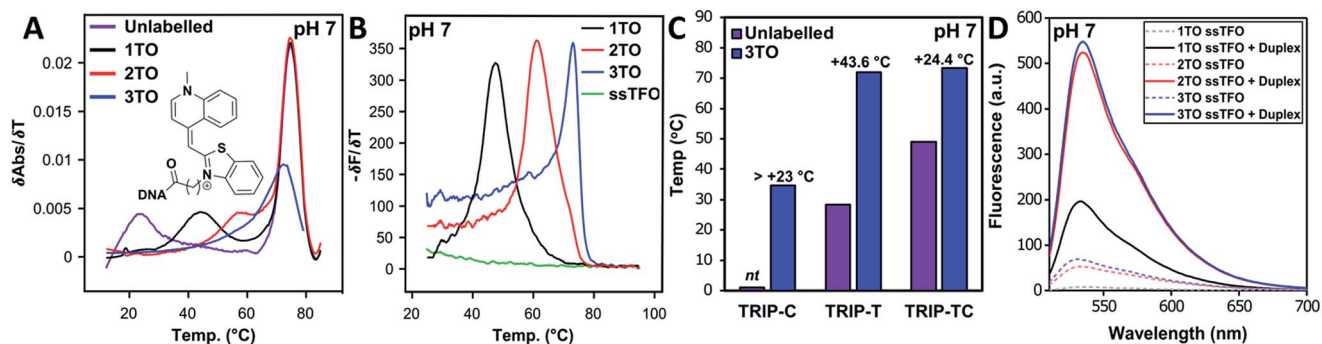 A
pH 7
Unlabelled
1TO
2TO
3TO
N
S
N
⊕
O
DNA
δAbs/δT
0.02
0.015
0.01
0.005
0
20
40
60
80
Temp. (°C)
B
pH 7
1TO
2TO
3TO
ssTFO
-δF/δT
350
300
250
200
150
100
50
0
20
40
60
80
100
Temp. (°C)
C
pH 7
Unlabelled
3TO
Temp (°C)
90
80
70
60
50
40
30
20
10
0
nt
> +23 °C
+43.6 °C
+24.4 °C
TRIP-C
TRIP-T
TRIP-TC
D
pH 7
1TO ssTFO
1TO ssTFO + Duplex
2TO ssTFO
2TO ssTFO + Duplex
3TO ssTFO
3TO ssTFO + Duplex
Fluorescence (a.u.)
600
500
400
300
200
100
0
550
600
650
700
Wavelength (nm)